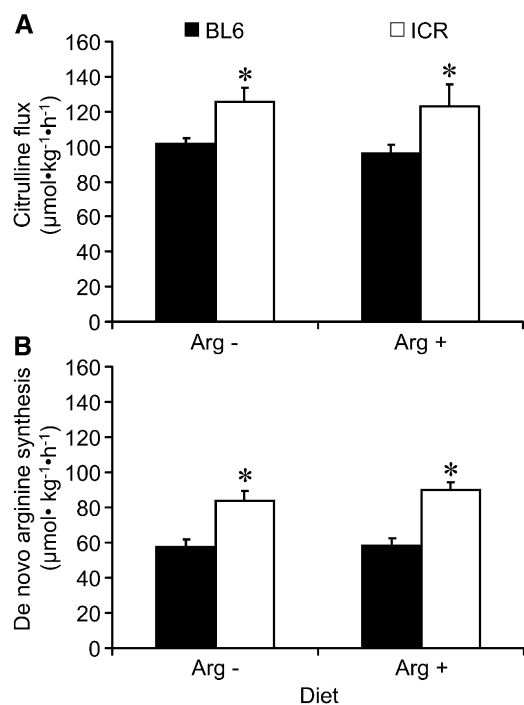 A
BL6
ICR
Citrulline flux
(µmol•kg⁻¹•h⁻¹)
160
140
120
100
80
60
40
20
0
*
*
Arg -
Arg +
B
De novo arginine synthesis
(µmol• kg⁻¹•h⁻¹)
160
140
120
100
80
60
40
20
0
*
*
Arg -
Arg +
Diet